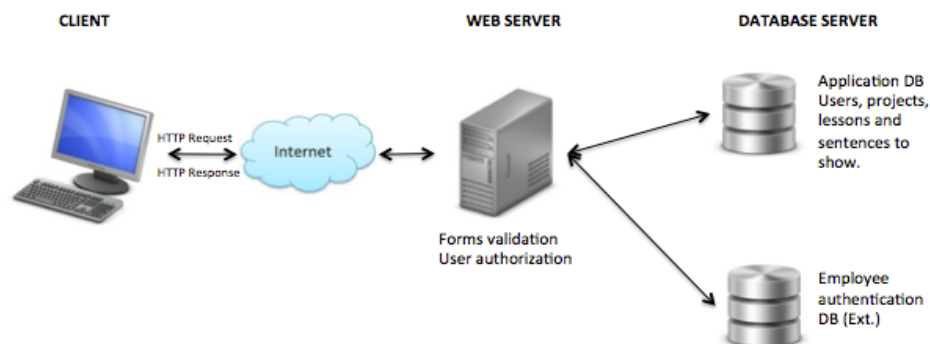 CLIENT
WEB SERVER
DATABASE SERVER
HTTP Request
HTTP Response
Internet
Forms validation
User authorization
Application DB
Users, projects,
lessons and
sentences to
show.
Employee
authentication
DB (Ext.)